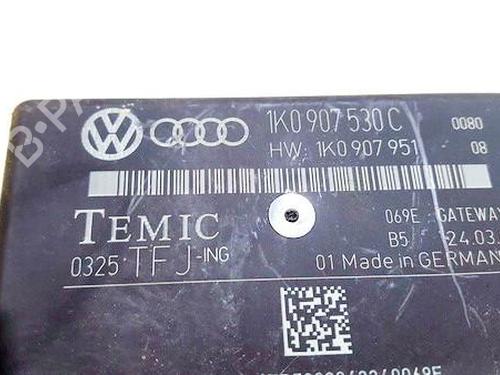 1K0 907 530 C 0080
HW: 1K0 907 951 08
TEMIC
069E GATEWAY
0325 TFJ-ING
B5 24.03.
01 Made in GERMAN
B-PA